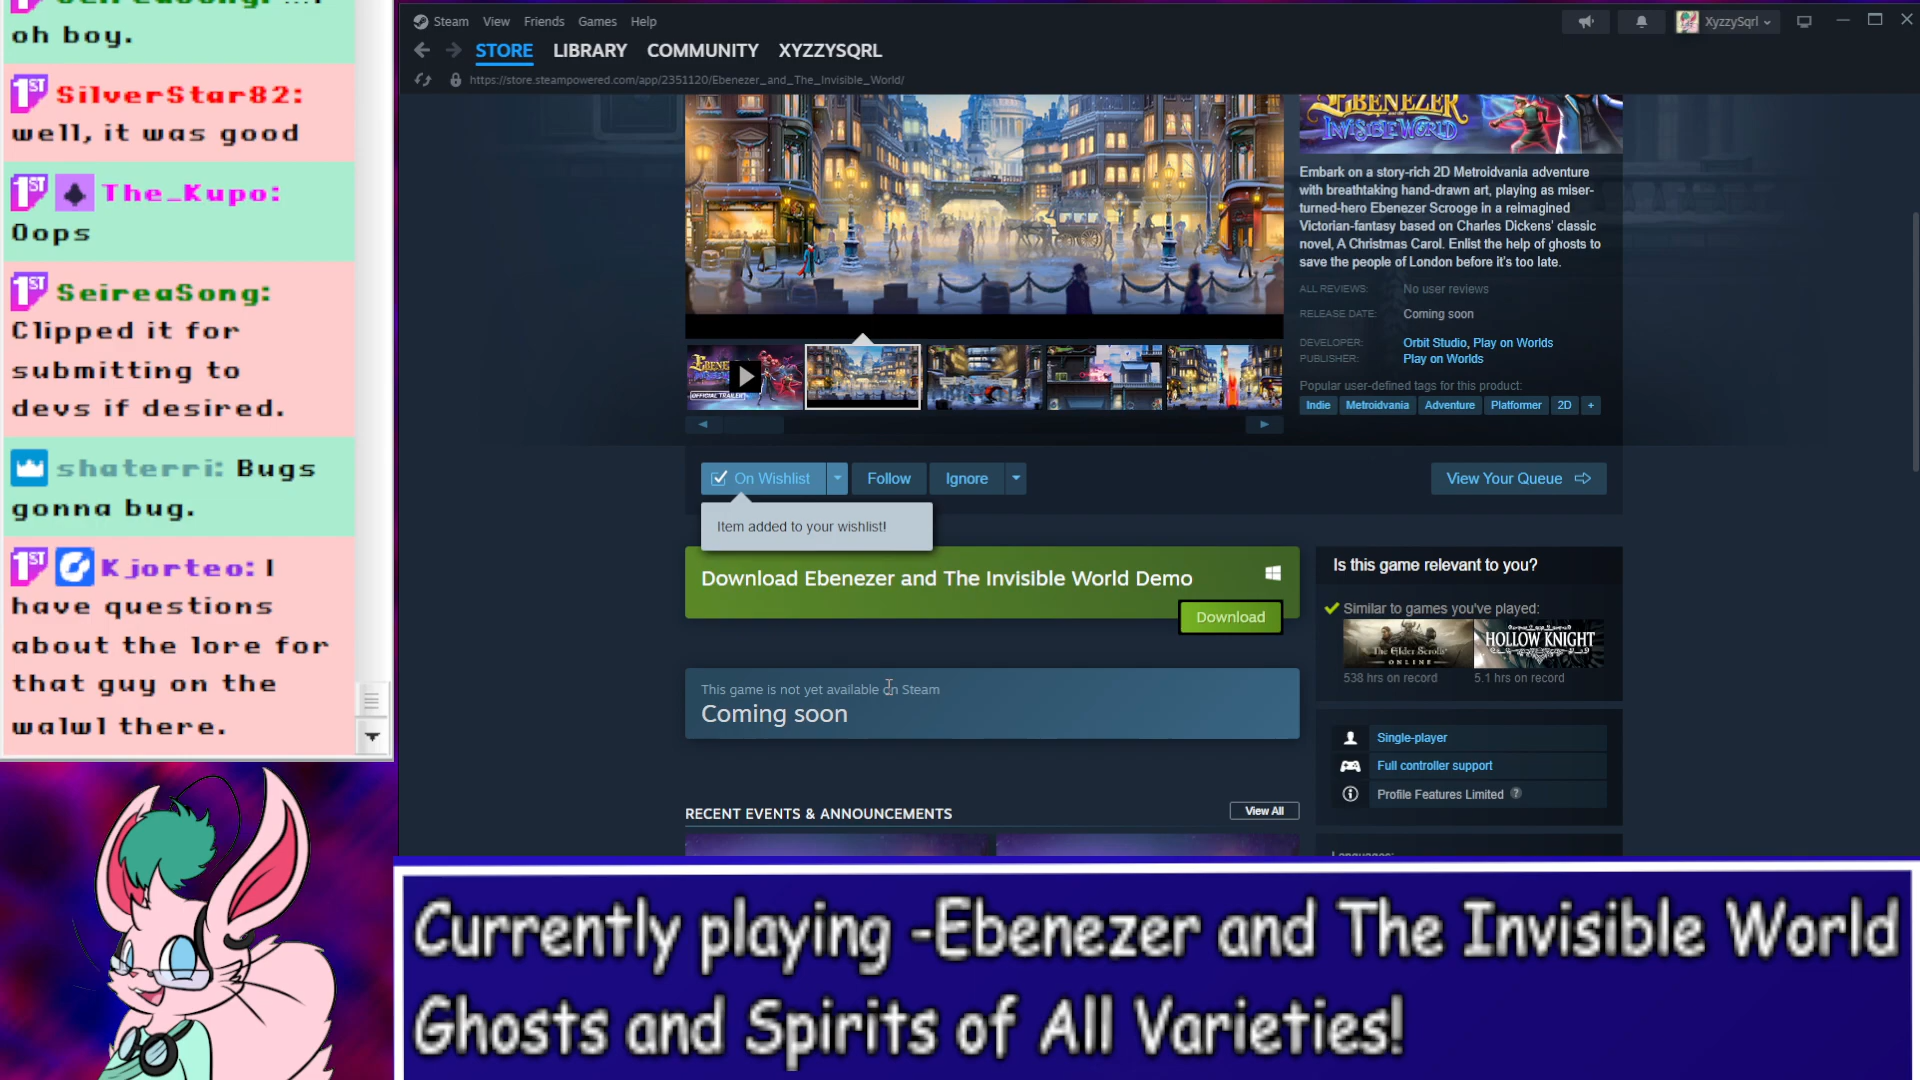 oh boy.
SilverStar82:
well, it was good
The_Kupo:
Oops
SeireaSong:
Clipped it for
submitting to
devs if desired.
shaterri: Bugs
gonna bug.
Kjorteo: I
have questions
about the lore for
that guy on the
walwl there.
Steam View Friends Games Help
XyzzySqrl
STORE LIBRARY COMMUNITY XYZZYSQRL
https://store.steampowered.com/app/2351120/Ebenezer_and_The_Invisible_World/
EBENEZER
INVISIBLE WORLD
Embark on a story-rich 2D Metroidvania adventure
with breathtaking hand-drawn art, playing as miser-
turned-hero Ebenezer Scrooge in a reimagined
Victorian-fantasy based on Charles Dickens' classic
novel, A Christmas Carol. Enlist the help of ghosts to
save the people of London before it's too late.
ALL REVIEWS: No user reviews
RELEASE DATE: Coming soon
DEVELOPER: Orbit Studio, Play on Worlds
PUBLISHER: Play on Worlds
Popular user-defined tags for this product:
Indie Metroidvania Adventure Platformer 2D +
OFFICIAL TRAILER
On Wishlist Follow Ignore View Your Queue
Item added to your wishlist!
Download Ebenezer and The Invisible World Demo
Download
This game is not yet available on Steam
Coming soon
Is this game relevant to you?
Similar to games you've played:
The Elder Scrolls
ONLINE
HOLLOW KNIGHT
538 hrs on record 5.1 hrs on record
Single-player
Full controller support
Profile Features Limited ?
RECENT EVENTS & ANNOUNCEMENTS View All
Currently playing -Ebenezer and The Invisible World
Ghosts and Spirits of All Varieties!